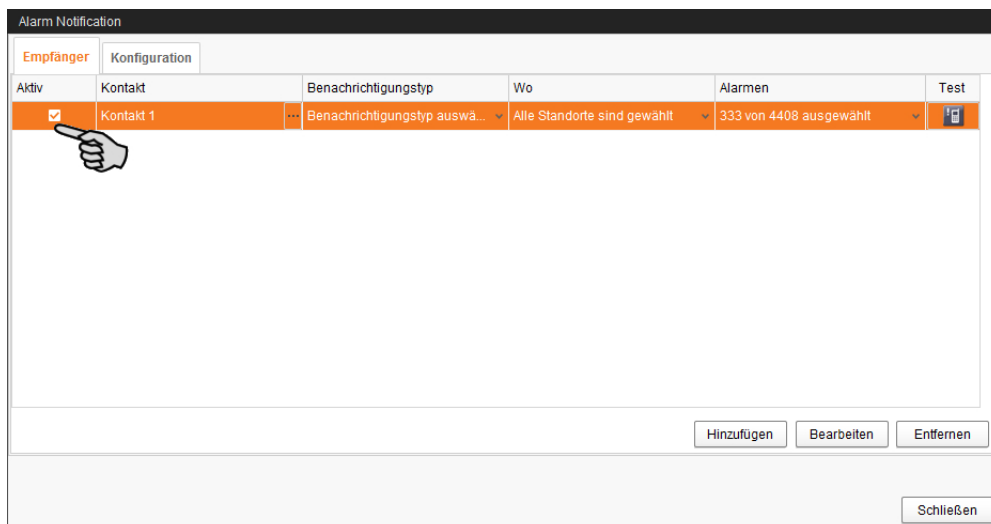 Alarm Notification
Empfänger Konfiguration
Aktiv Kontakt Benachrichtigungstyp Wo Alarmen Test
Kontakt 1 ... Benachrichtigungstyp auswä... Alle Standorte sind gewählt 333 von 4408 ausgewählt
Hinzufügen Bearbeiten Entfernen
Schließen